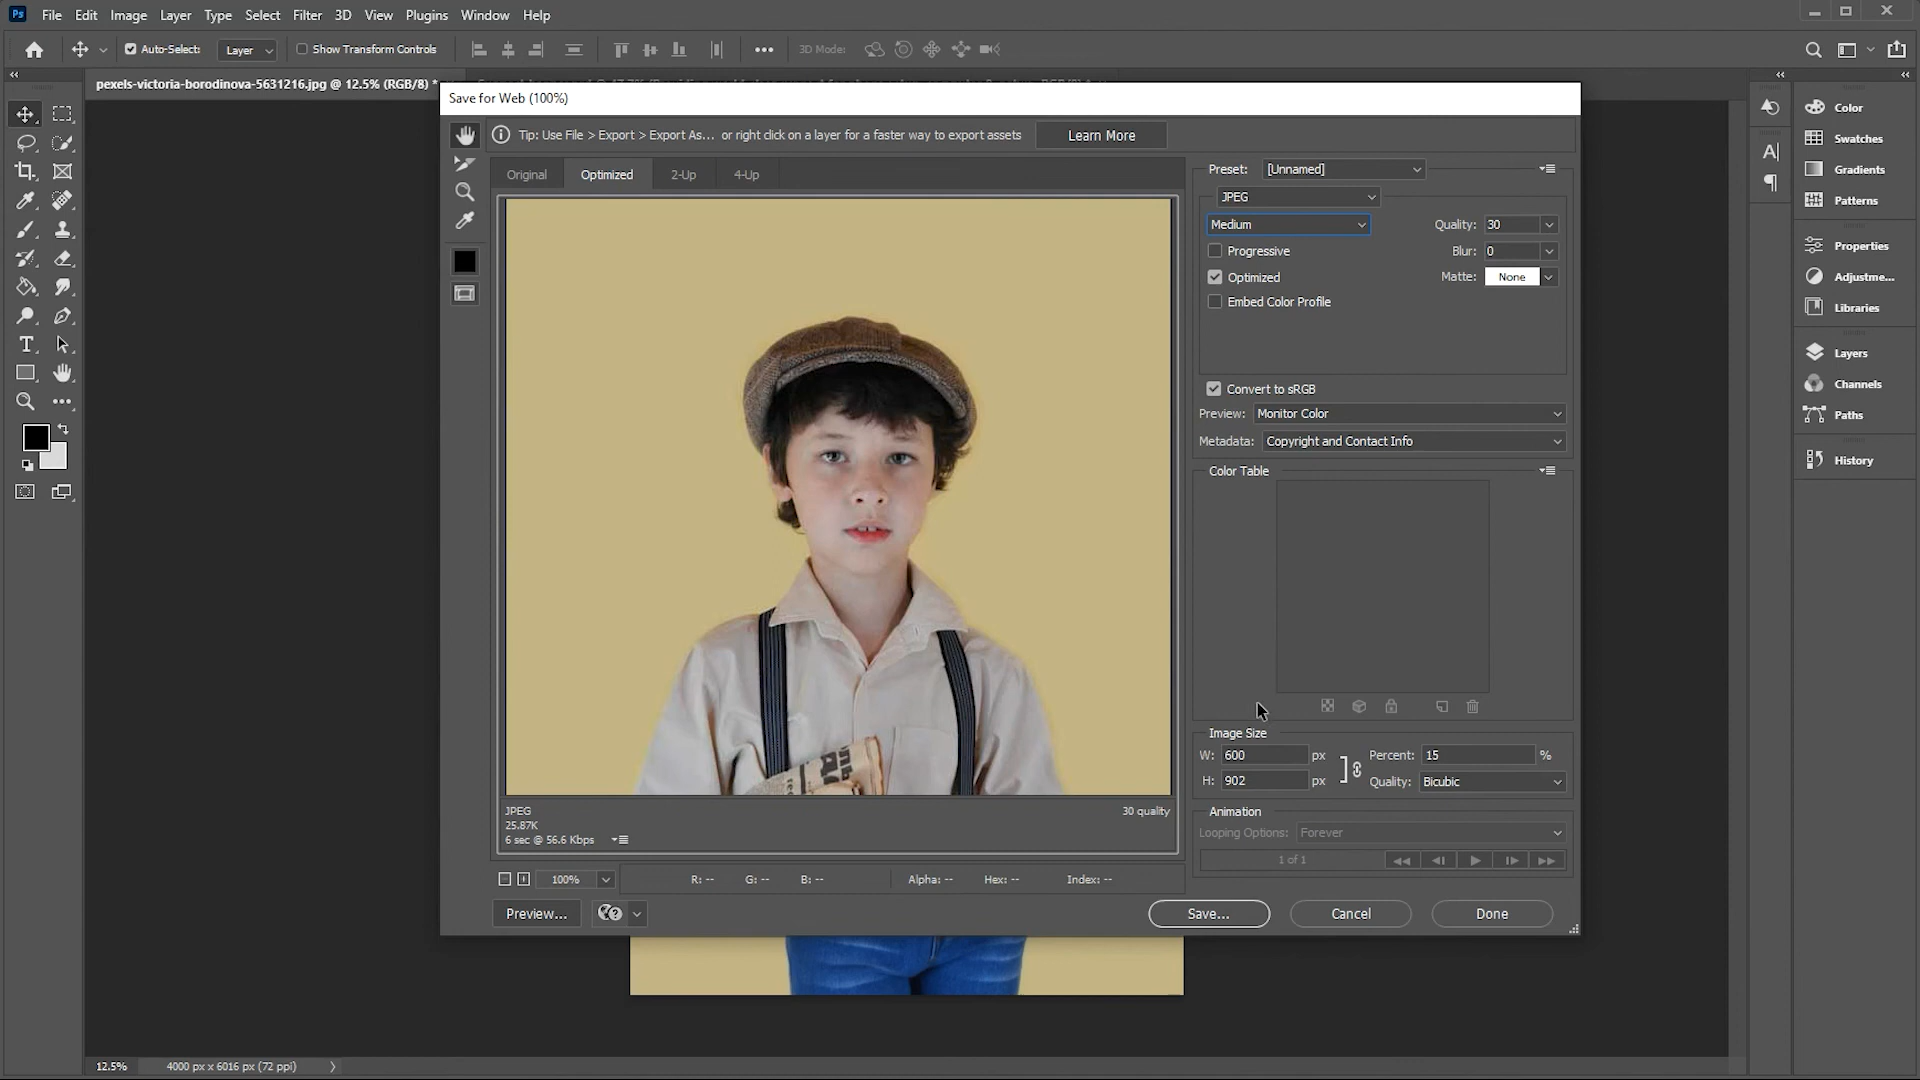 Ps File Edit Image Layer Type Select Filter 3D View Plugins Window Help
Auto-Select: Layer Show Transform Controls 3D Mode:
pexels-victoria-borodinova-5631216.jpg @ 12.5% (RGB/8) *
Save for Web (100%)
Tip: Use File > Export > Export As... or right click on a layer for a faster way to export assets Learn More
Original Optimized 2-Up 4-Up
Preset: [Unnamed]
JPEG
Medium Quality: 30
Progressive Blur: 0
Optimized Matte: None
Embed Color Profile
Convert to sRGB
Preview: Monitor Color
Metadata: Copyright and Contact Info
Color Table
Image Size
W: 600 px Percent: 15 %
H: 902 px Quality: Bicubic
Animation
Looping Options: Forever
1 of 1
JPEG 30 quality
25.87K
6 sec @ 56.6 Kbps
100% R: -- G: -- B: -- Alpha: -- Hex: -- Index: --
Preview... Save... Cancel Done
Color
Swatches
Gradients
Patterns
Properties
Adjustme...
Libraries
Layers
Channels
Paths
History
12.5% 4000 px x 6016 px (72 ppi)